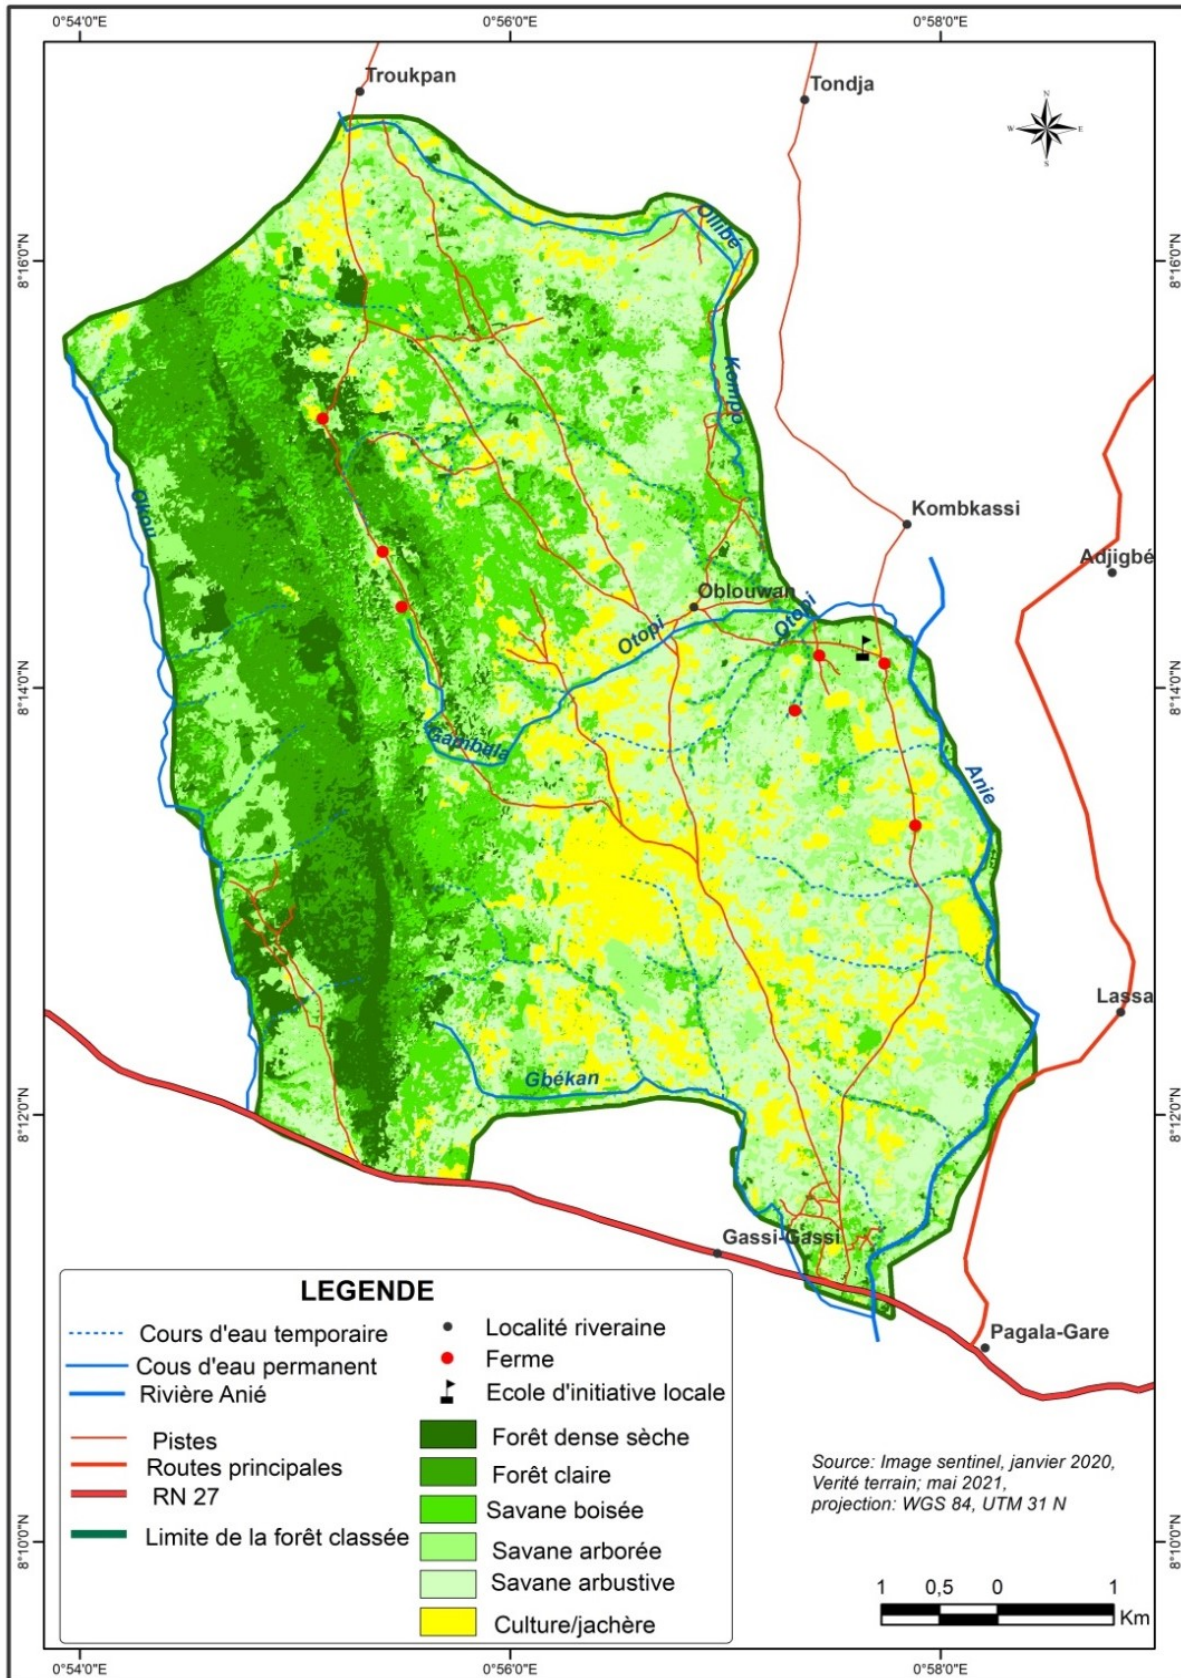 0°54'0"E
0°56'0"E
0°58'0"E
Troukpan
Tondja
N
W
E
S
Ollibé
8°16'0"N
8°16'0"N
Kompo
Okou
Kombkassi
Adjigbé
Oblouwan
Otopi
Otopi
8°14'0"N
8°14'0"N
Gambala
Anie
Lassa
Gbékan
8°12'0"N
8°12'0"N
Gassi-Gassi
Pagala-Gare
LEGENDE
Cours d'eau temporaire
Cous d'eau permanent
Rivière Anié
Pistes
Routes principales
RN 27
Limite de la forêt classée
Localité riveraine
Ferme
Ecole d'initiative locale
Forêt dense sèche
Forêt claire
Savane boisée
Savane arborée
Savane arbustive
Culture/jachère
Source: Image sentinel, janvier 2020,
Verité terrain; mai 2021,
projection: WGS 84, UTM 31 N
8°10'0"N
8°10'0"N
1 0,5 0 1
Km
0°54'0"E
0°56'0"E
0°58'0"E